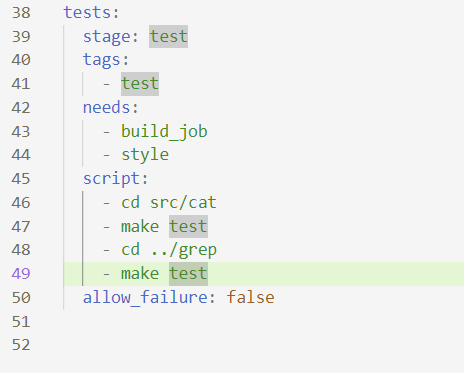 38 tests:
39 stage: test
40 tags:
41 - test
42 needs:
43 - build_job
44 - style
45 script:
46 - cd src/cat
47 - make test
48 - cd ../grep
49 - make test
50 allow_failure: false
51
52